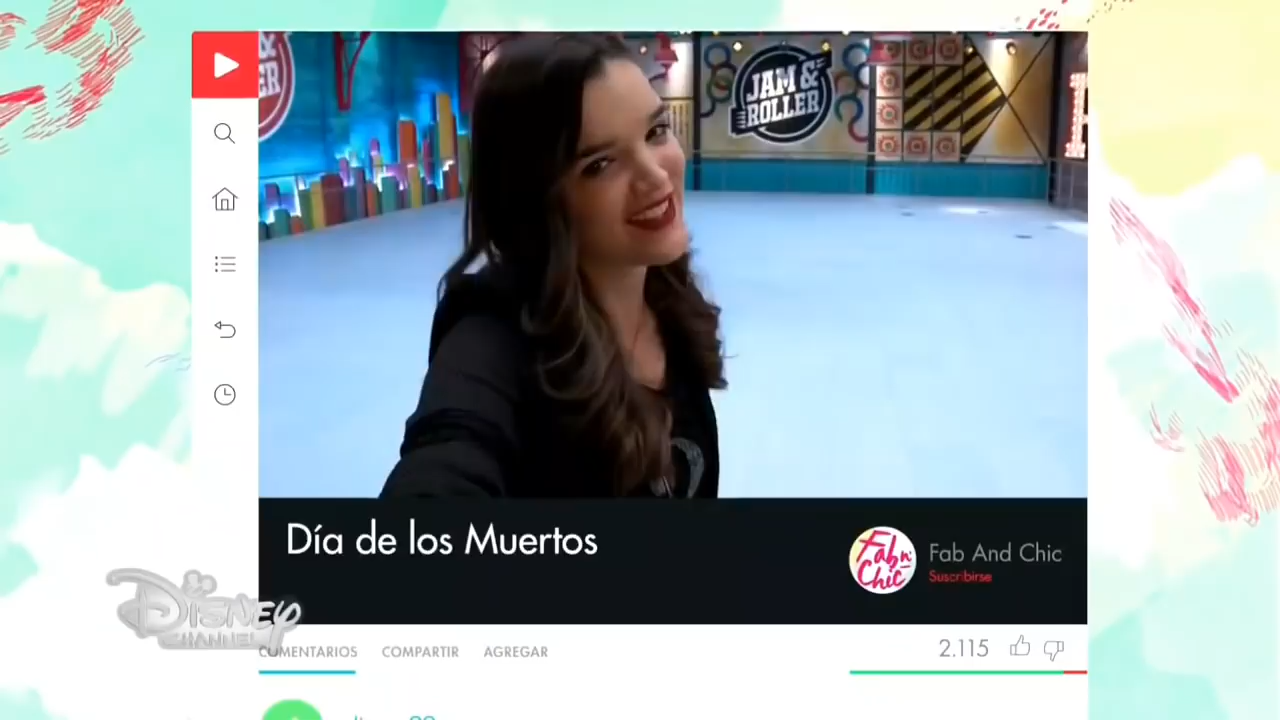 & 
ER
JAM &
ROLLER
Día de los Muertos
Fab n'
Chic
Fab And Chic
Suscribirse
DISNEY
CHANNEL
COMENTARIOS
COMPARTIR
AGREGAR
2.115